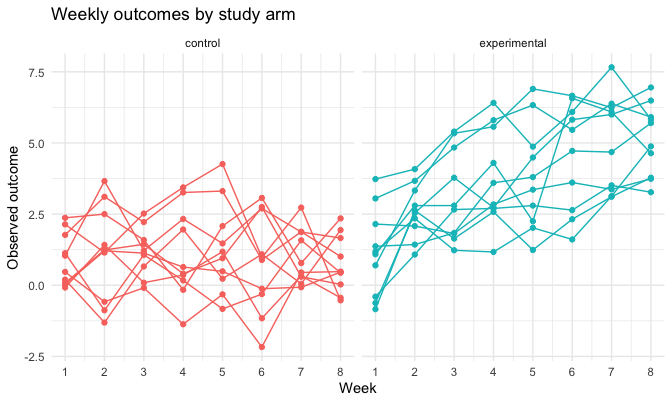 Weekly outcomes by study arm
control
experimental
Observed outcome
7.5
5.0
2.5
0.0
-2.5
1 2 3 4 5 6 7 8
1 2 3 4 5 6 7 8
Week